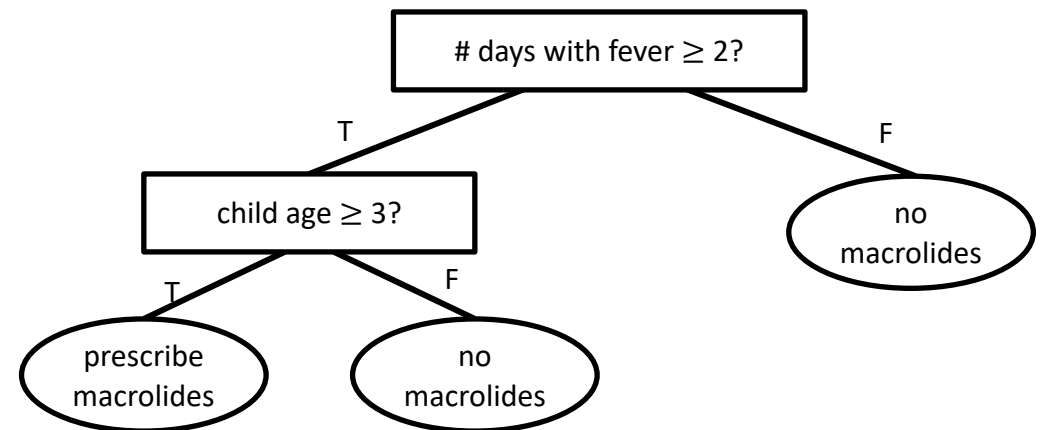 # days with fever ≥ 2?
T
F
child age ≥ 3?
no
macrolides
T
F
prescribe
macrolides
no
macrolides